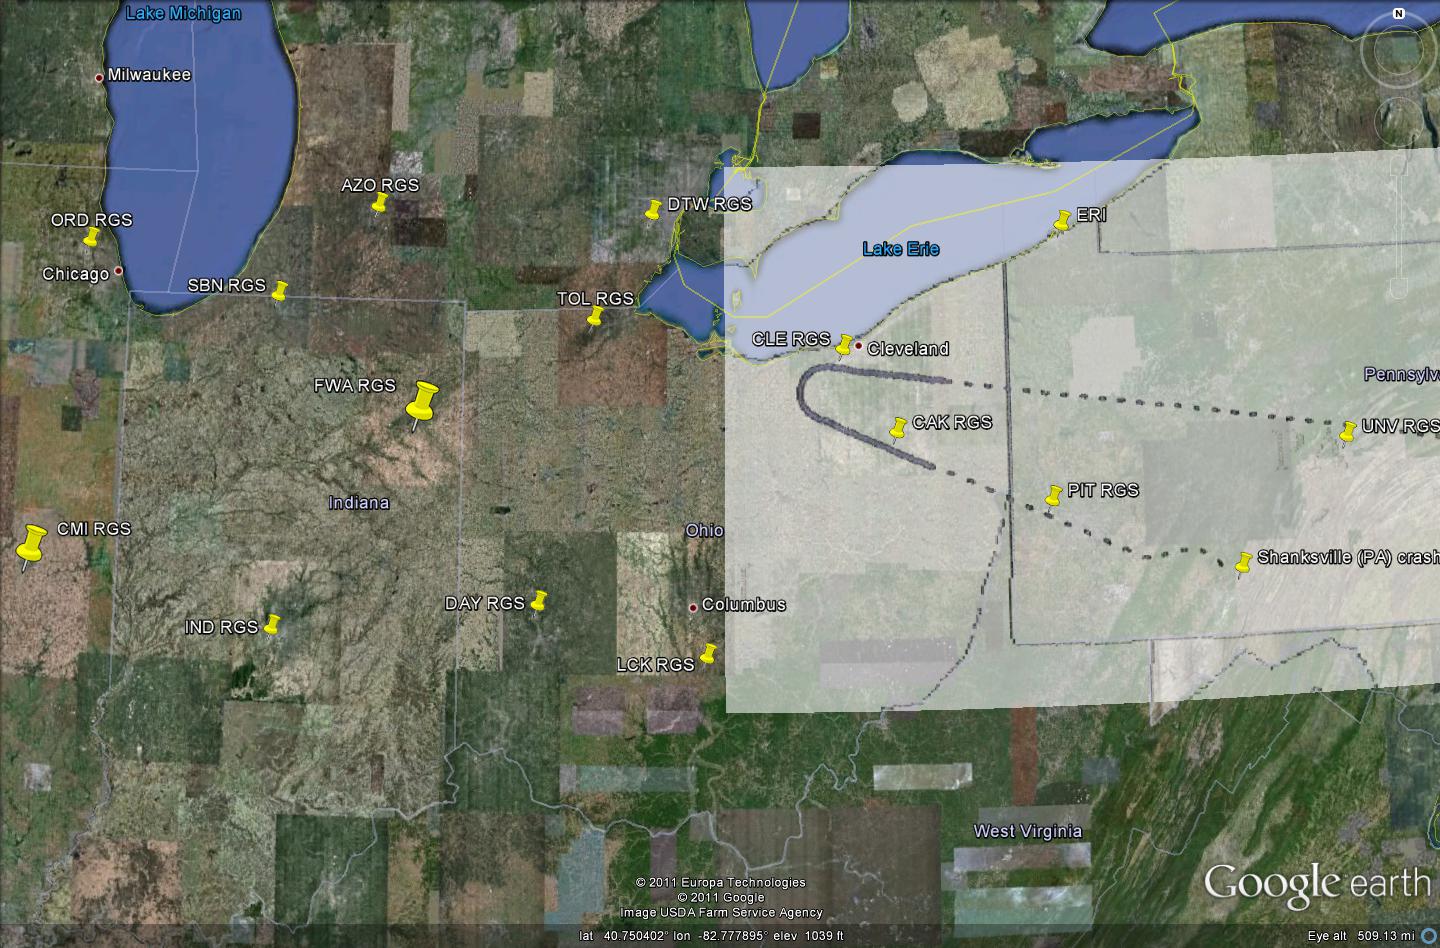 Lake Michigan
N
Milwaukee
AZO RGS
DTW RGS
ORD RGS
ERI
Lake Erie
Chicago
SBN RGS
TOL RGS
CLE RGS
Cleveland
Pennsylva
FWA RGS
CAK RGS
UNV RGS
PIT RGS
Indiana
CMI RGS
Ohio
Shanksville (PA) crash
DAY RGS
Columbus
IND RGS
LCK RGS
West Virginia
© 2011 Europa Technologies
© 2011 Google
Image USDA Farm Service Agency
Google earth
lat 40.750402° lon -82.777895° elev 1039 ft
Eye alt 509.13 mi